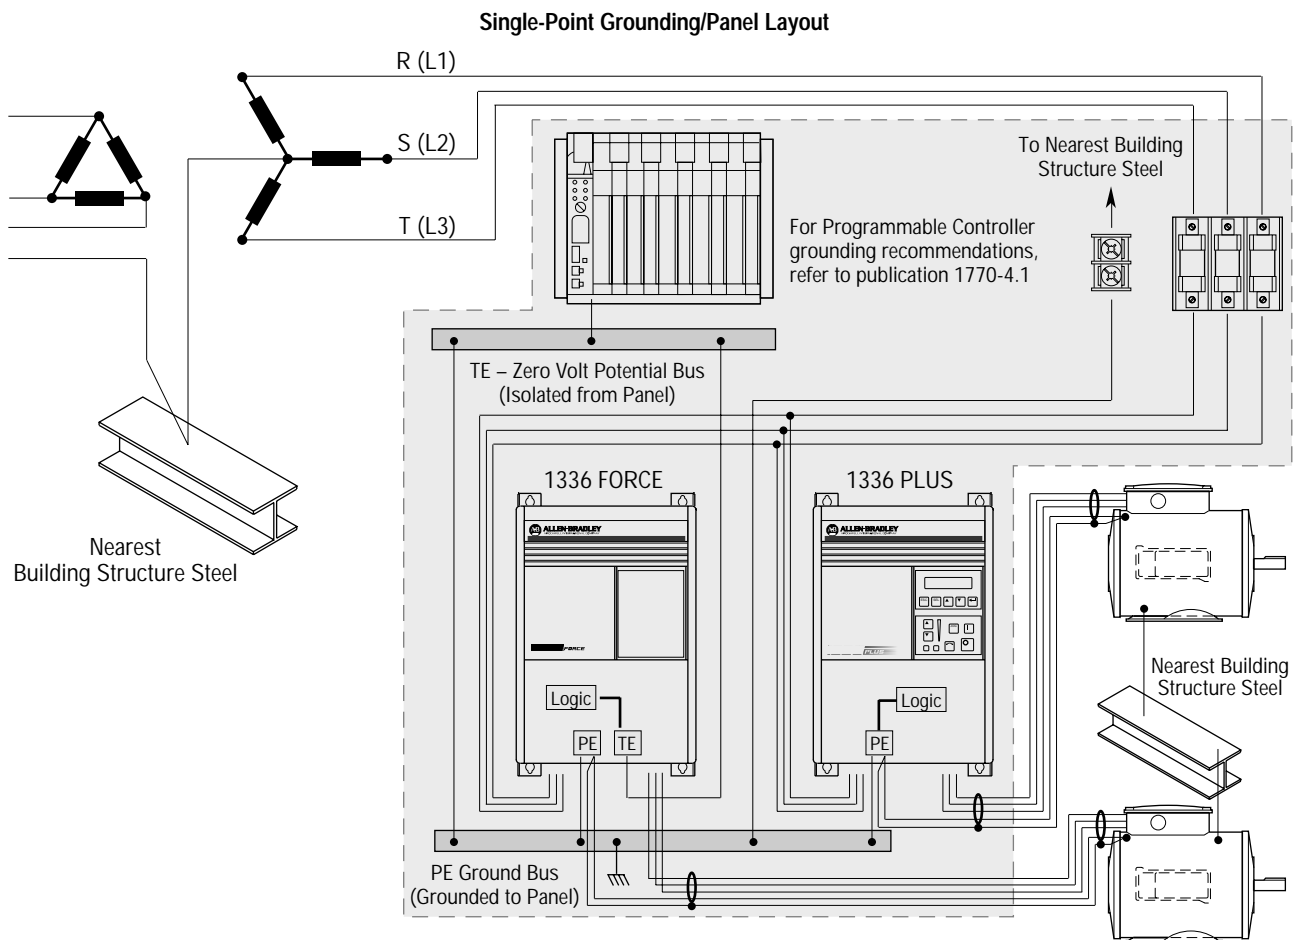 Single-Point Grounding/Panel Layout
R (L1)
S (L2)
T (L3)
To Nearest Building
Structure Steel
For Programmable Controller
grounding recommendations,
refer to publication 1770-4.1
TE – Zero Volt Potential Bus
(Isolated from Panel)
Nearest
Building Structure Steel
1336 FORCE
1336 PLUS
ALLEN-BRADLEY
ALLEN-BRADLEY
FORCE
PLUS
Logic
PE
TE
Logic
PE
Nearest Building
Structure Steel
PE Ground Bus
(Grounded to Panel)